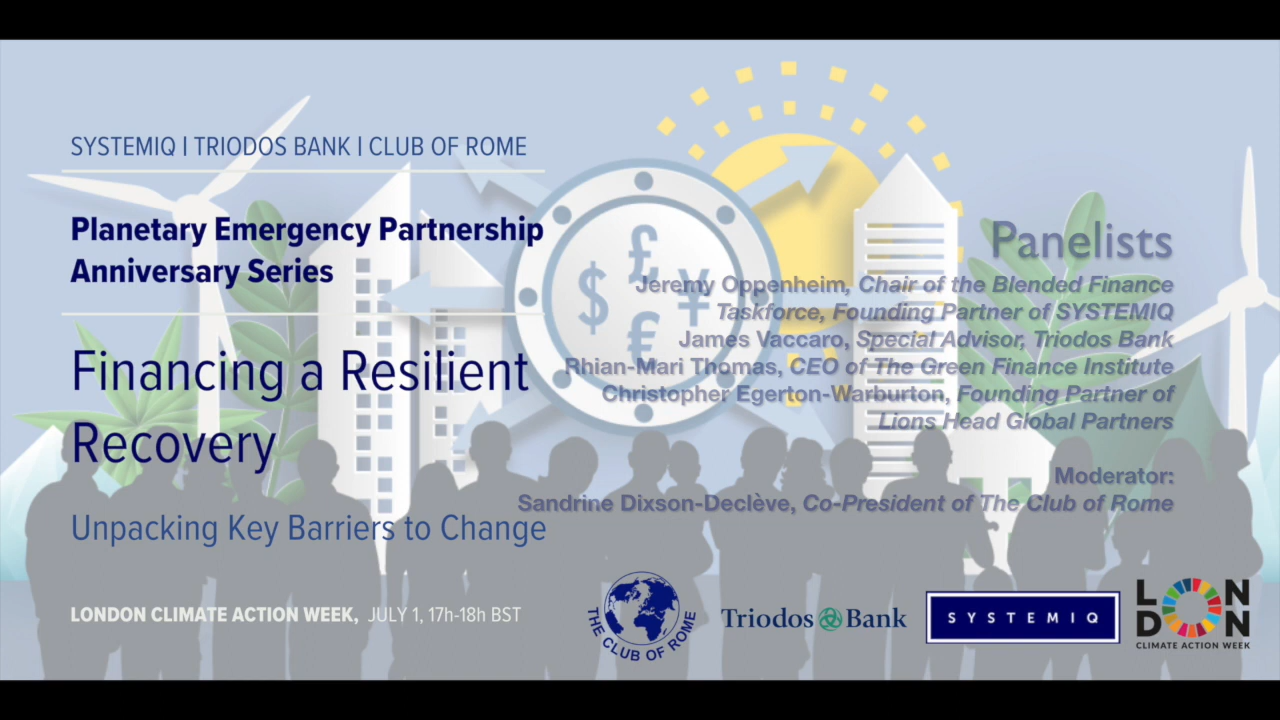 SYSTEMIQ | TRIODOS BANK | CLUB OF ROME
Planetary Emergency Partnership
Anniversary Series
Financing a Resilient
Recovery
Unpacking Key Barriers to Change
LONDON CLIMATE ACTION WEEK, JULY 1, 17h-18h BST
$ £ ¥ €
Panelists
Jeremy Oppenheim, Chair of the Blended Finance
Taskforce, Founding Partner of SYSTEMIQ
James Vaccaro, Special Advisor, Triodos Bank
Rhian-Mari Thomas, CEO of The Green Finance Institute
Christopher Egerton-Warburton, Founding Partner of
Lions Head Global Partners
Moderator:
Sandrine Dixson-Declève, Co-President of The Club of Rome
THE CLUB OF ROME
Triodos Bank
SYSTEMIQ
LON
DON
CLIMATE ACTION WEEK